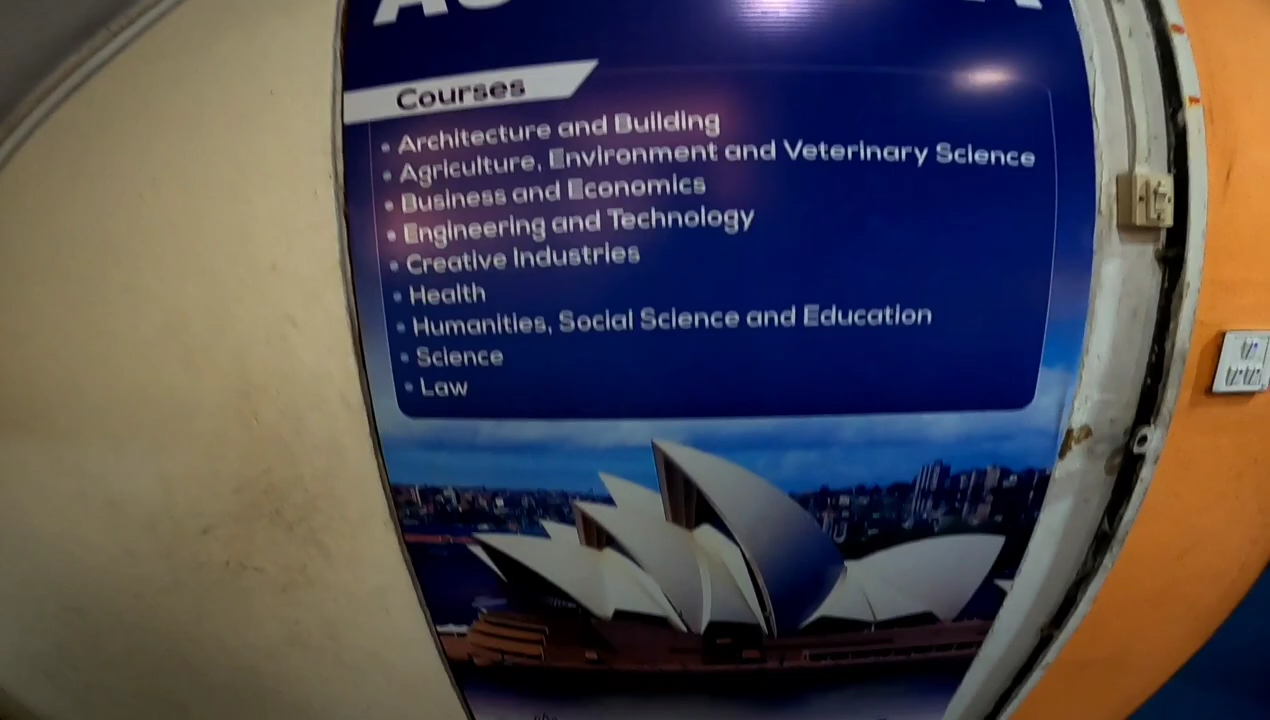 Courses
• Architecture and Building
• Agriculture, Environment and Veterinary Science
• Business and Economics
• Engineering and Technology
• Creative Industries
• Health
• Humanities, Social Science and Education
• Science
• Law